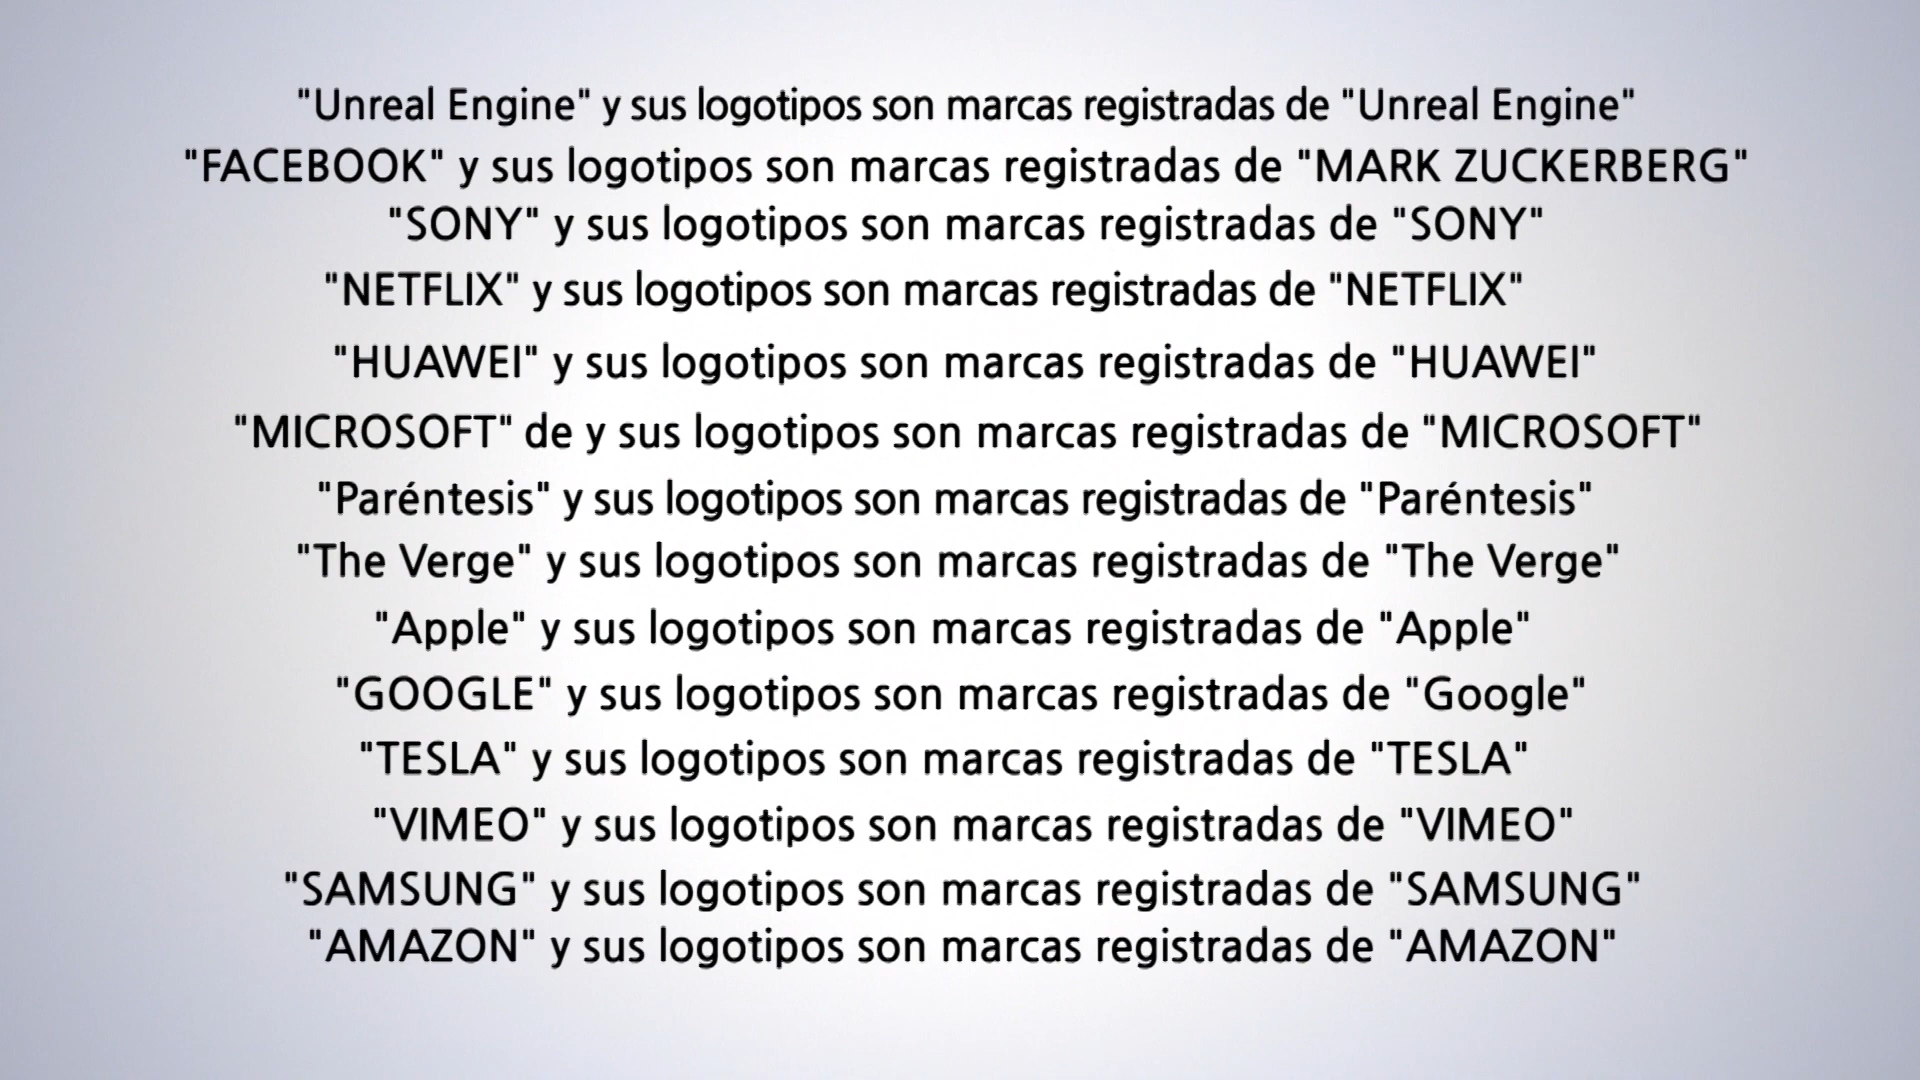 "Unreal Engine" y sus logotipos son marcas registradas de "Unreal Engine"
"FACEBOOK" y sus logotipos son marcas registradas de "MARK ZUCKERBERG"
"SONY" y sus logotipos son marcas registradas de "SONY"
"NETFLIX" y sus logotipos son marcas registradas de "NETFLIX"
"HUAWEI" y sus logotipos son marcas registradas de "HUAWEI"
"MICROSOFT" de y sus logotipos son marcas registradas de "MICROSOFT"
"Paréntesis" y sus logotipos son marcas registradas de "Paréntesis"
"The Verge" y sus logotipos son marcas registradas de "The Verge"
"Apple" y sus logotipos son marcas registradas de "Apple"
"GOOGLE" y sus logotipos son marcas registradas de "Google"
"TESLA" y sus logotipos son marcas registradas de "TESLA"
"VIMEO" y sus logotipos son marcas registradas de "VIMEO"
"SAMSUNG" y sus logotipos son marcas registradas de "SAMSUNG"
"AMAZON" y sus logotipos son marcas registradas de "AMAZON"